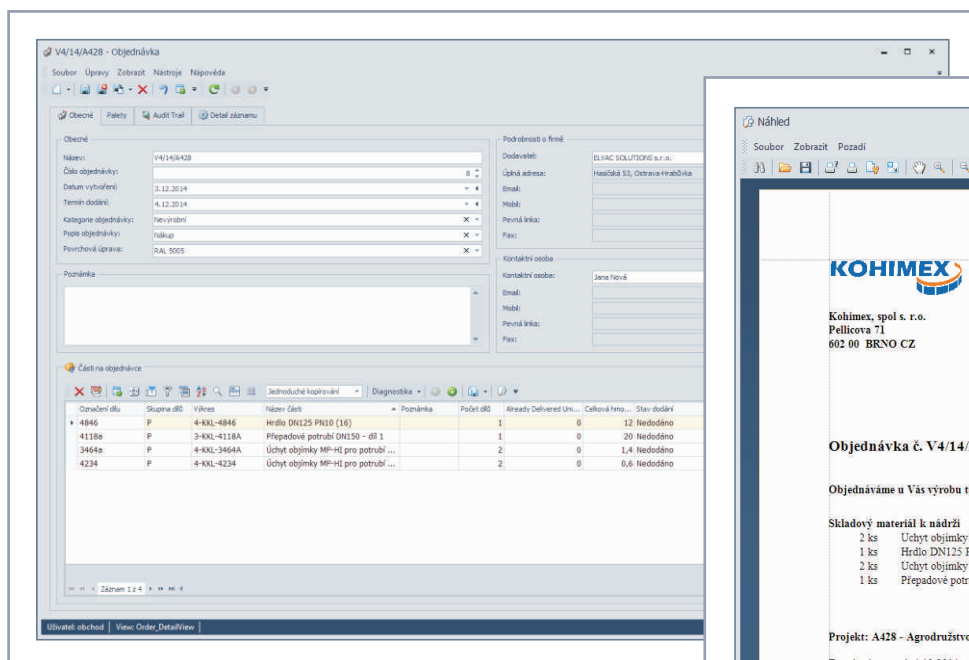 V4/14/A428 - Objednávka
Soubor Úpravy Zobrazit Nástroje Nápověda
Obecné Palety Audit Trail Detail záznamu
Obecné
Název: V4/14/A428
Číslo objednávky: 8
Datum vytvoření: 3.12.2014
Termín dodání: 4.12.2014
Kategorie objednávky: Nevýrobní
Popis objednávky: Nákup
Povrchová úprava: RAL 5005
Podrobnosti o firmě
Dodavatel: ELVAC SOLUTIONS s.r.o.
Úplná adresa: Hasičská 53, Ostrava-Hrabůvka
Email:
Mobil:
Pevná linka:
Fax:
Poznámka
Kontaktní osoba
Kontaktní osoba: Jana Nová
Email:
Mobil:
Pevná linka:
Fax:
Části na objednávce
Jednoduché kopírování Diagnostika
Označení dílu Skupina dílů Výkres Název části Poznámka Počet dílů Already Delivered Uni... Celková hmo... Stav dodání
4846 P 4-KKL-4846 Hrdlo DN125 PN10 (16) 1 0 12 Nedodáno
4118a P 3-KKL-4118A Přepadové potrubí DN150 - díl 1 1 0 20 Nedodáno
3464a P 4-KKL-3464A Úchyt objímky MP-HI pro potrubí ... 2 0 1,4 Nedodáno
4234 P 4-KKL-4234 Úchyt objímky MP-HI pro potrubí ... 2 0 0,6 Nedodáno
Záznam 1 z 4
Uživatel: obchod View: Order_DetailView
Náhled
Soubor Zobrazit Pozadí
KOHIMEX
Kohimex, spol s. r.o.
Pellicova 71
602 00 BRNO CZ
Objednávka č. V4/14/
Objednáváme u Vás výrobu t
Skladový materiál k nádrži
2 ks Uchyt objímky
1 ks Hrdlo DN125 P
2 ks Uchyt objímky
1 ks Přepadové potr
Projekt: A428 - Agrodružstvo